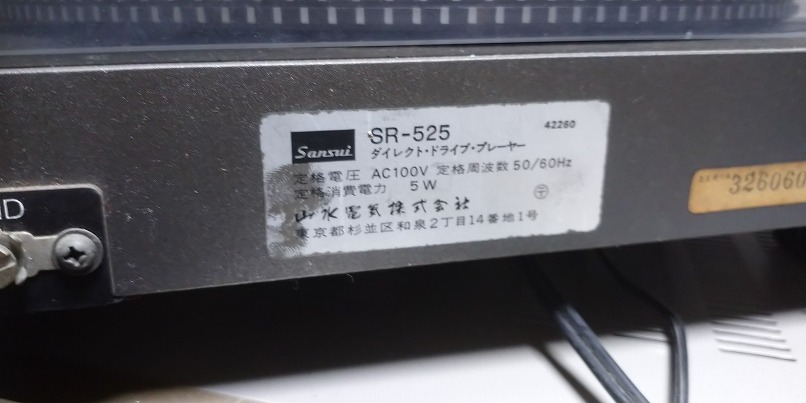 Sansui SR-525 42260
ダイレクト・ドライブ・プレーヤー
定格電圧 AC100V 定格周波数 50/60Hz
定格消費電力 5W
山水電気株式会社
東京都杉並区和泉2丁目14番地1号
326060
ND